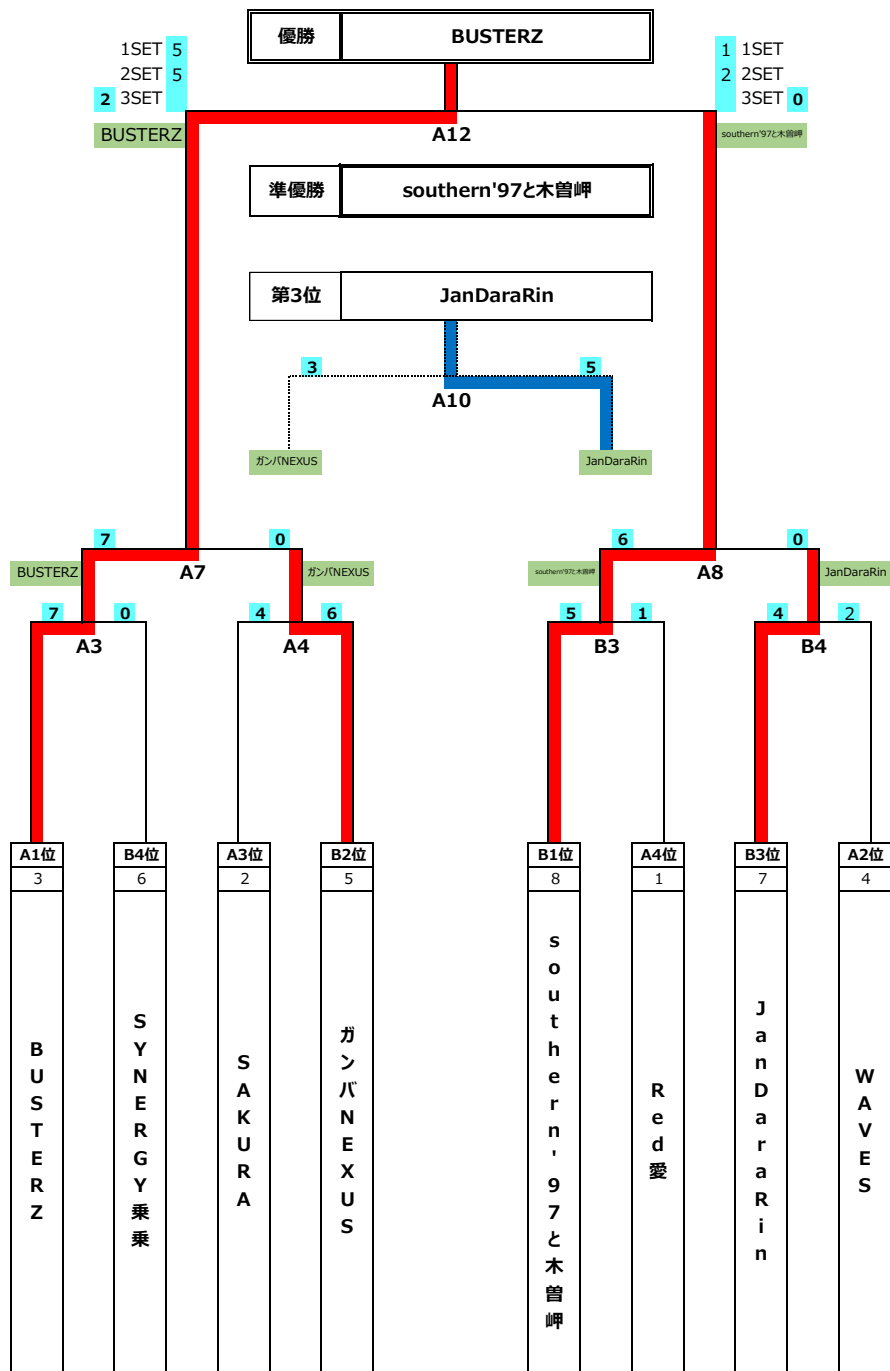 優勝 BUSTERZ
1SET 5
2SET 5
2 3SET
1 1SET
2 2SET
3SET 0
BUSTERZ
A12
southern'97と木曽岬
準優勝 southern'97と木曽岬
第3位 JanDaraRin
3
5
A10
ガンバNEXUS
JanDaraRin
7
0
6
0
BUSTERZ
A7
ガンバNEXUS
southern'97と木曽岬
A8
JanDaraRin
7
0
4
6
5
1
4
2
A3
A4
B3
B4
A1位
B4位
A3位
B2位
B1位
A4位
B3位
A2位
3
6
2
5
8
1
7
4
BUSTERZ
SYNERGY乗乗
SAKURA
ガンバNEXUS
southern'97と木曽岬
Red愛
JanDaraRin
WAVES